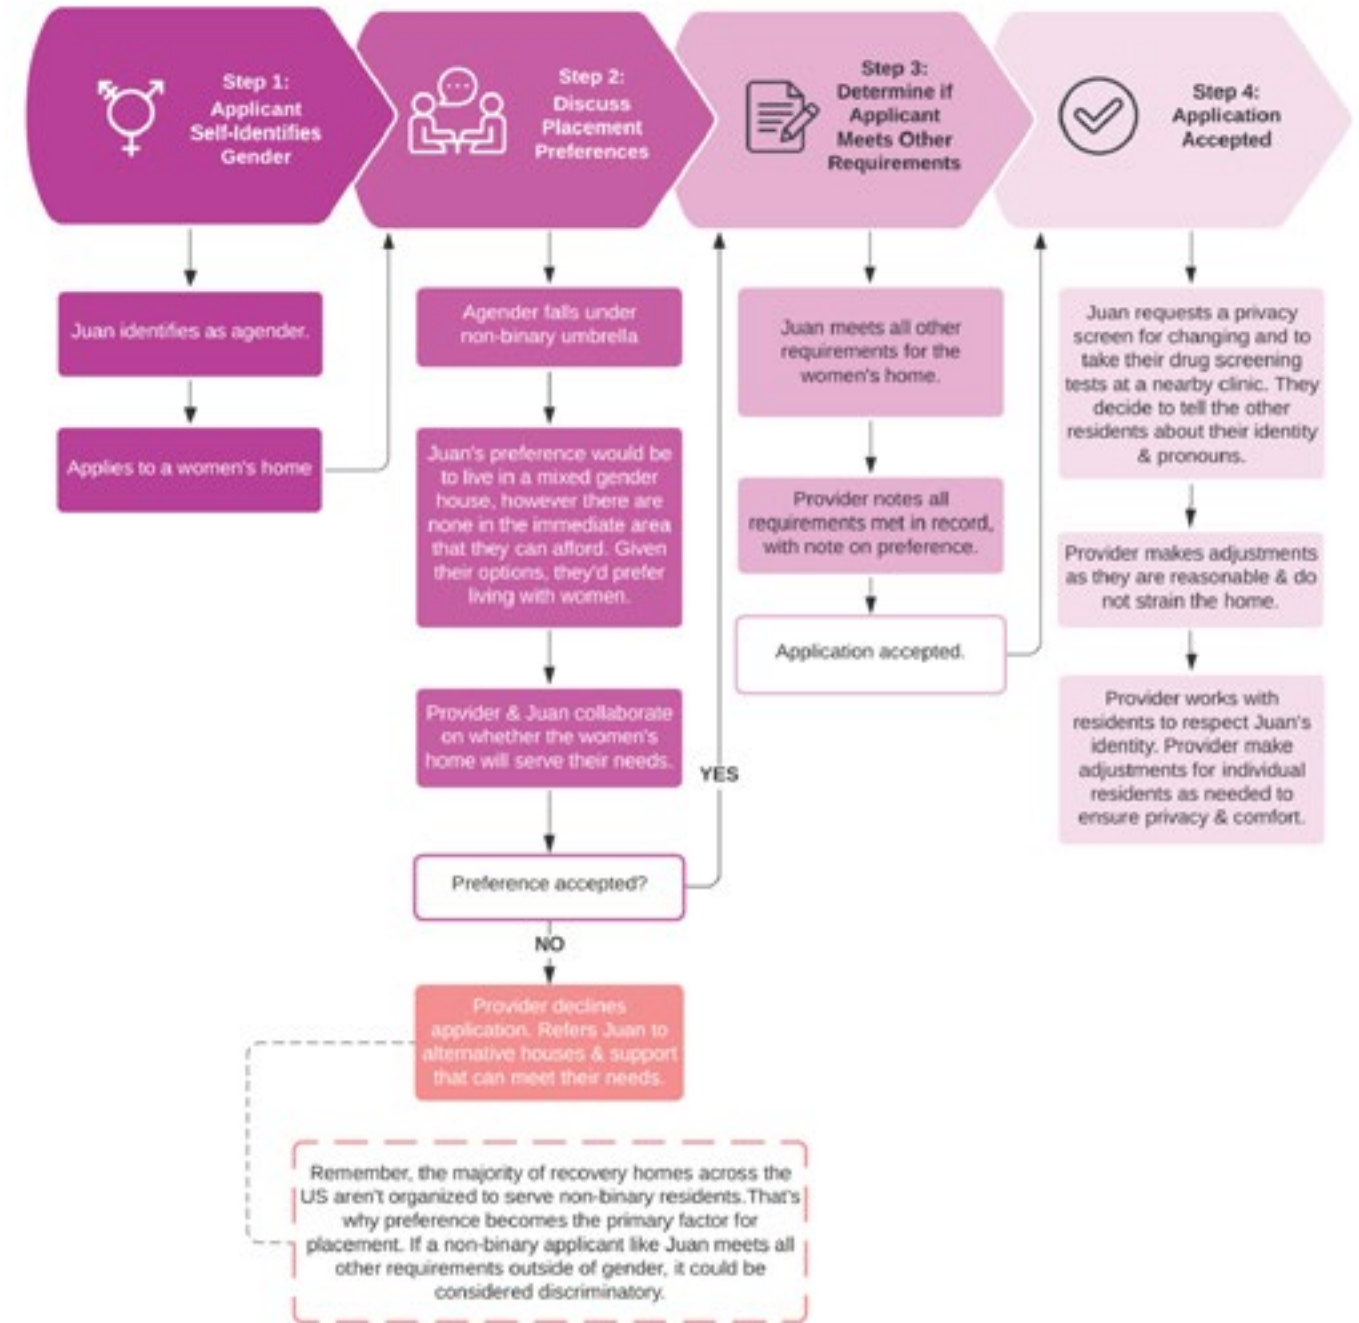 Step 1:
Applicant
Self-Identifies
Gender
Step 2:
Discuss
Placement
Preferences
Step 3:
Determine if
Applicant
Meets Other
Requirements
Step 4:
Application
Accepted
Juan identifies as agender.
Applies to a women's home
Agender falls under
non-binary umbrella
Juan's preference would be
to live in a mixed gender
house, however there are
none in the immediate area
that they can afford. Given
their options, they'd prefer
living with women.
Provider & Juan collaborate
on whether the women's
home will serve their needs.
Preference accepted?
YES
NO
Provider declines
application. Refers Juan to
alternative houses & support
that can meet their needs.
Remember, the majority of recovery homes across the
US aren't organized to serve non-binary residents.That's
why preference becomes the primary factor for
placement. If a non-binary applicant like Juan meets all
other requirements outside of gender, it could be
considered discriminatory.
Juan meets all other
requirements for the
women's home.
Provider notes all
requirements met in record,
with note on preference.
Application accepted.
Juan requests a privacy
screen for changing and to
take their drug screening
tests at a nearby clinic. They
decide to tell the other
residents about their identity
& pronouns.
Provider makes adjustments
as they are reasonable & do
not strain the home.
Provider works with
residents to respect Juan's
identity. Provider make
adjustments for individual
residents as needed to
ensure privacy & comfort.